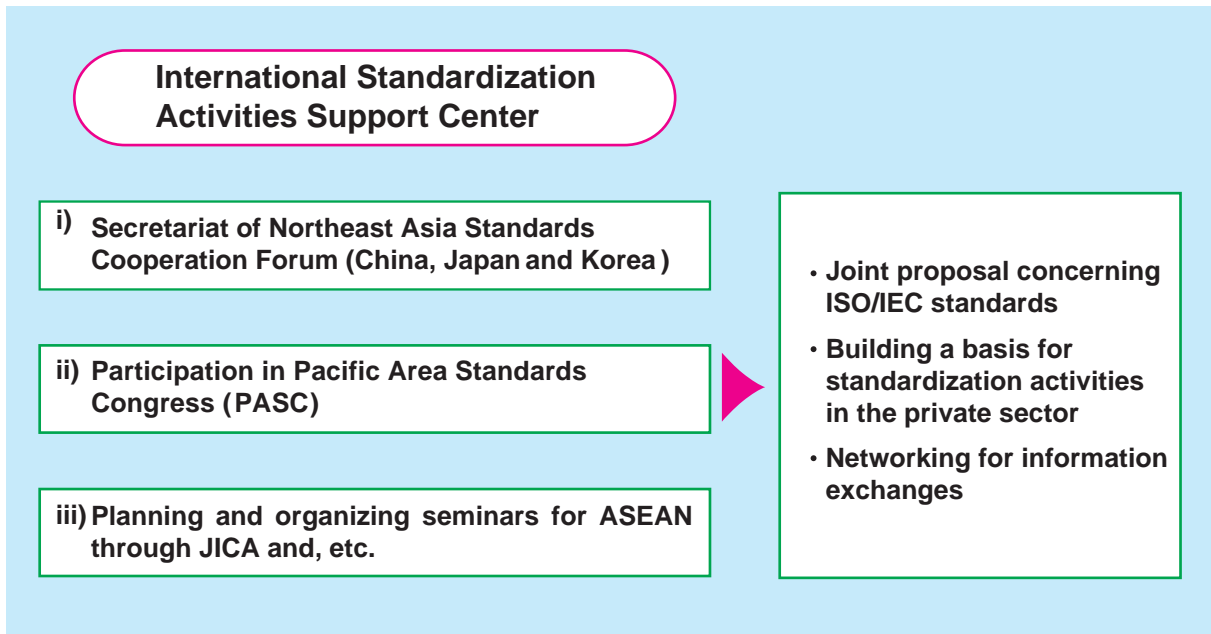 International Standardization
Activities Support Center
i) Secretariat of Northeast Asia Standards
Cooperation Forum (China, Japan and Korea)
ii) Participation in Pacific Area Standards
Congress (PASC)
iii) Planning and organizing seminars for ASEAN
through JICA and, etc.
・Joint proposal concerning
ISO/IEC standards
・Building a basis for
standardization activities
in the private sector
・Networking for information
exchanges